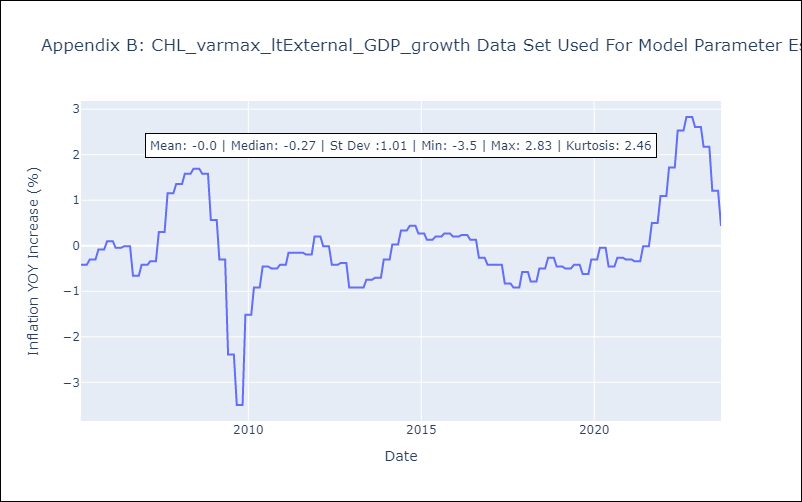 Appendix B: CHL_varmax_ltExternal_GDP_growth Data Set Used For Model Parameter Es
3
Mean: -0.0 | Median: -0.27 | St Dev :1.01 | Min: -3.5 | Max: 2.83 | Kurtosis: 2.46
2
1
0
−1
−2
−3
Inflation YOY Increase (%)
2010
2015
2020
Date